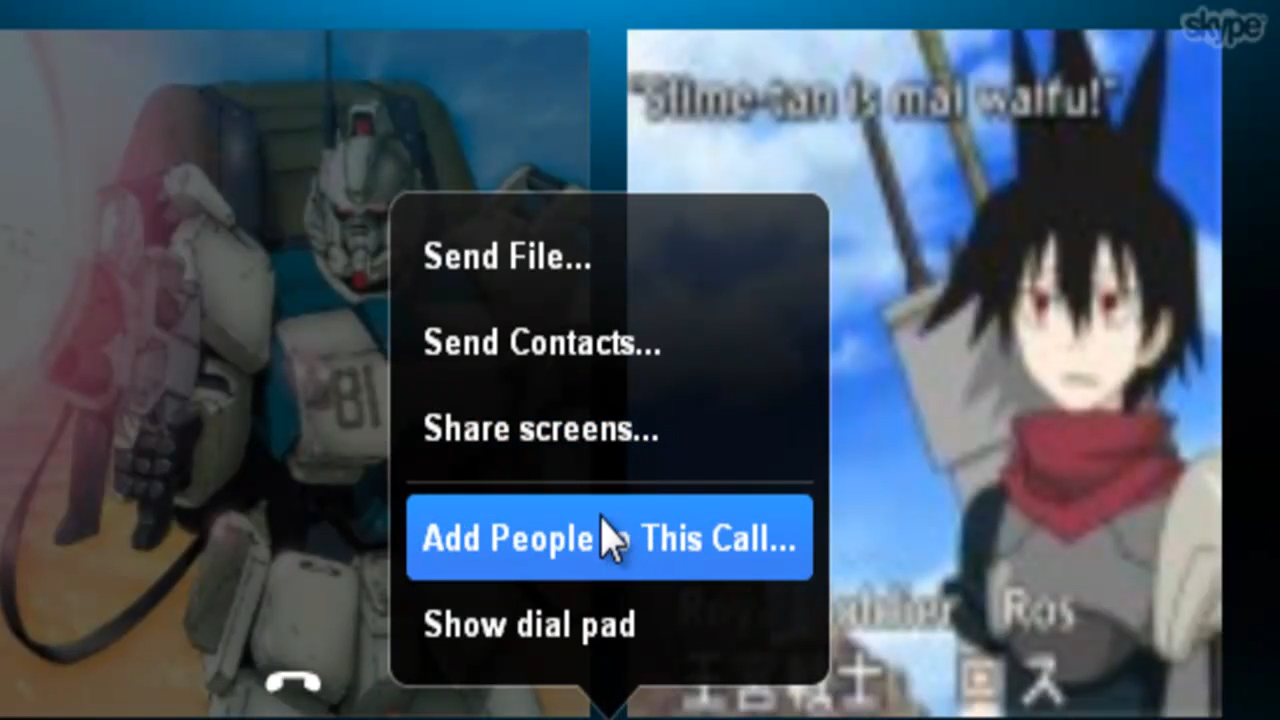 skype
"Slime-tan is mai waifu!"
Send File...
Send Contacts...
Share screens...
81
Add People This Call...
Show dial pad
Ros